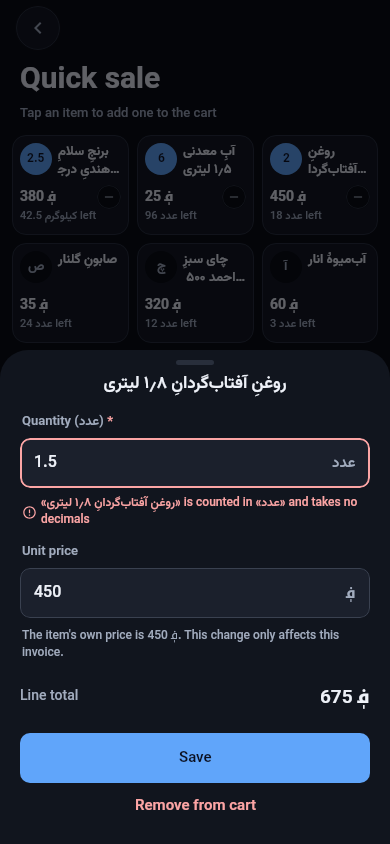 Quick sale
Tap an item to add one to the cart
2.5
برنجِ سلامِ
هندیِ درج...
؋ 380
42.5 کیلوگرم left
6
آبِ معدنی
۱٫۵ لیتری
؋ 25
96 عدد left
2
روغنِ
آفتاب‌گردا...
؋ 450
18 عدد left
ص
صابونِ گلنار
؋ 35
24 عدد left
چ
چای سبزِ
احمد ۵۰۰...
؋ 320
12 عدد left
آ
آب‌میوهٔ انار
؋ 60
3 عدد left
روغنِ آفتاب‌گردانِ ۱٫۸ لیتری
Quantity (عدد) *
1.5 عدد
«روغنِ آفتاب‌گردانِ ۱٫۸ لیتری» is counted in «عدد» and takes no
decimals
Unit price
450 ؋
The item's own price is 450 ؋. This change only affects this
invoice.
Line total 675 ؋
Save
Remove from cart